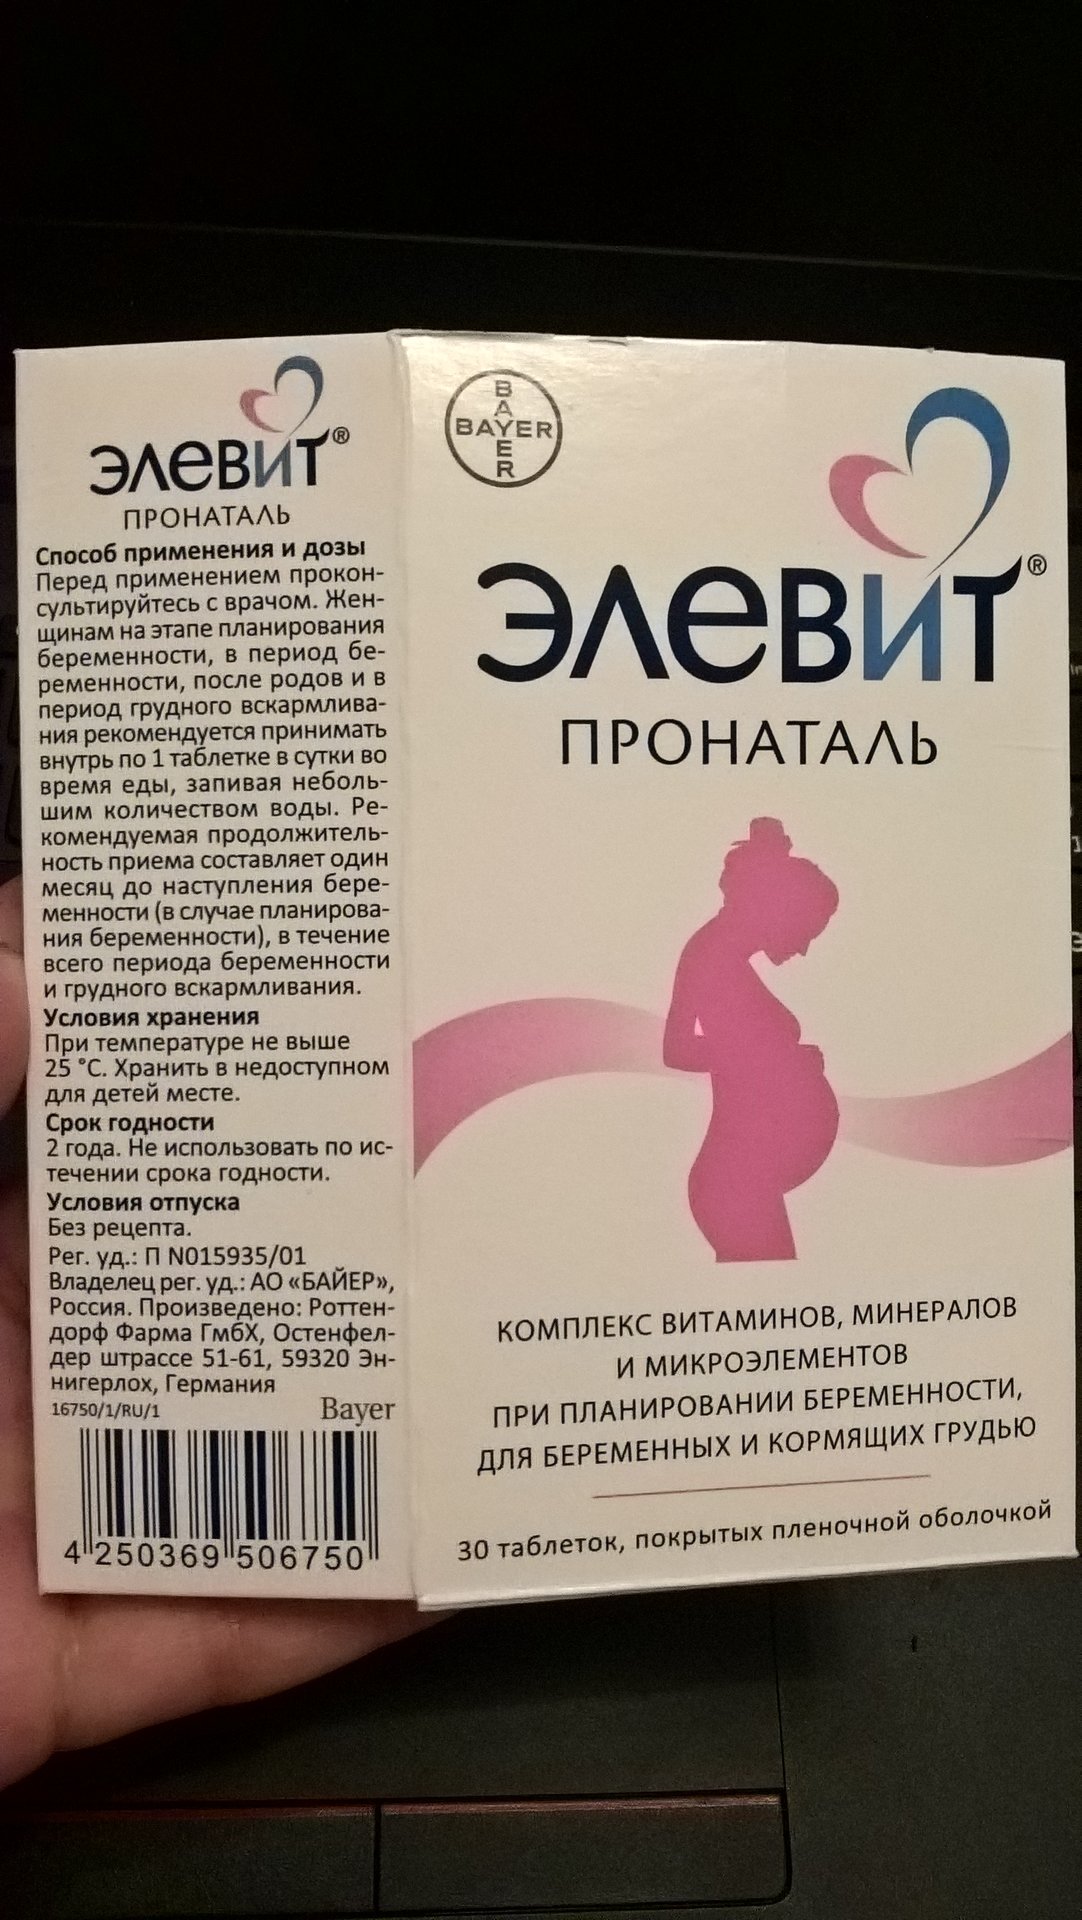 ЭЛЕВИТ®
ПРОНАТАЛЬ
Способ применения и дозы
Перед применением прокон-
сультируйтесь с врачом. Жен-
щинам на этапе планирования
беременности, в период бе-
ременности, после родов и в
период грудного вскармлива-
ния рекомендуется принимать
внутрь по 1 таблетке в сутки во
время еды, запивая неболь-
шим количеством воды. Ре-
комендуемая продолжитель-
ность приема составляет один
месяц до наступления бере-
менности (в случае планирова-
ния беременности), в течение
всего периода беременности
и грудного вскармливания.
Условия хранения
При температуре не выше
25 °С. Хранить в недоступном
для детей месте.
Срок годности
2 года. Не использовать по ис-
течении срока годности.
Условия отпуска
Без рецепта.
Рег. уд.: П N015935/01
Владелец рег. уд.: АО «БАЙЕР»,
Россия. Произведено: Роттен-
дорф Фарма ГмбХ, Остенфел-
дер штрассе 51-61, 59320 Эн-
нигерлох, Германия
16750/1/RU/1 Bayer
4 250369 506750
BAYER
BAYER
ЭЛЕВИТ®
ПРОНАТАЛЬ
КОМПЛЕКС ВИТАМИНОВ, МИНЕРАЛОВ
И МИКРОЭЛЕМЕНТОВ
ПРИ ПЛАНИРОВАНИИ БЕРЕМЕННОСТИ,
ДЛЯ БЕРЕМЕННЫХ И КОРМЯЩИХ ГРУДЬЮ
30 таблеток, покрытых пленочной оболочкой